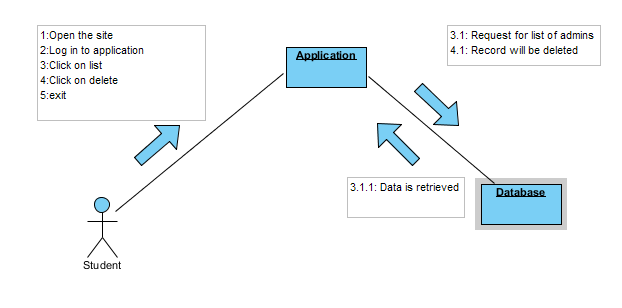 1:Open the site
2:Log in to application
3:Click on list
4:Click on delete
5:exit
Application
3.1: Request for list of admins
4.1: Record will be deleted
3.1.1: Data is retrieved
Database
Student